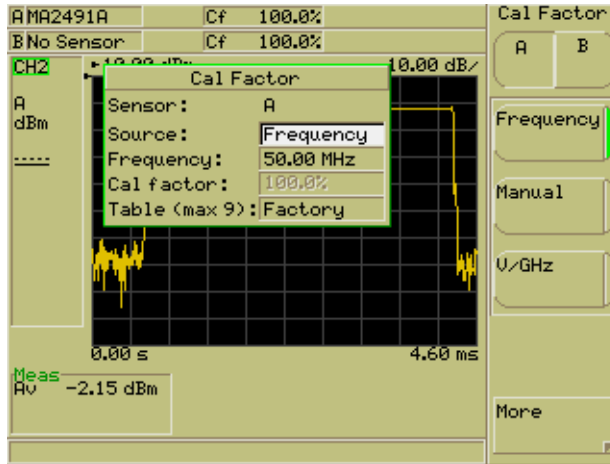 A MA2491A Cf 100.0%
B No Sensor Cf 100.0%
CH2 10.00 dB/
A
dBm
-----
Cal Factor
Sensor: A
Source: Frequency
Frequency: 50.00 MHz
Cal factor: 100.0%
Table (max 9): Factory
0.00 s 4.60 ms
Meas
Av -2.15 dBm
Cal Factor
A B
Frequency
Manual
V/GHz
More